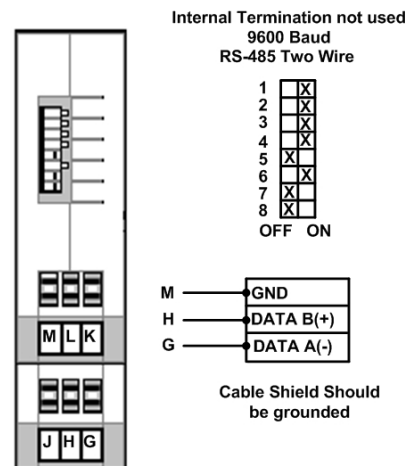 Internal Termination not used
9600 Baud
RS-485 Two Wire
1 X
2 X
3 X
4 X
5 X
6 X
7 X
8 X
OFF ON
M L K
J H G
M GND
H DATA B(+)
G DATA A(-)
Cable Shield Should
be grounded